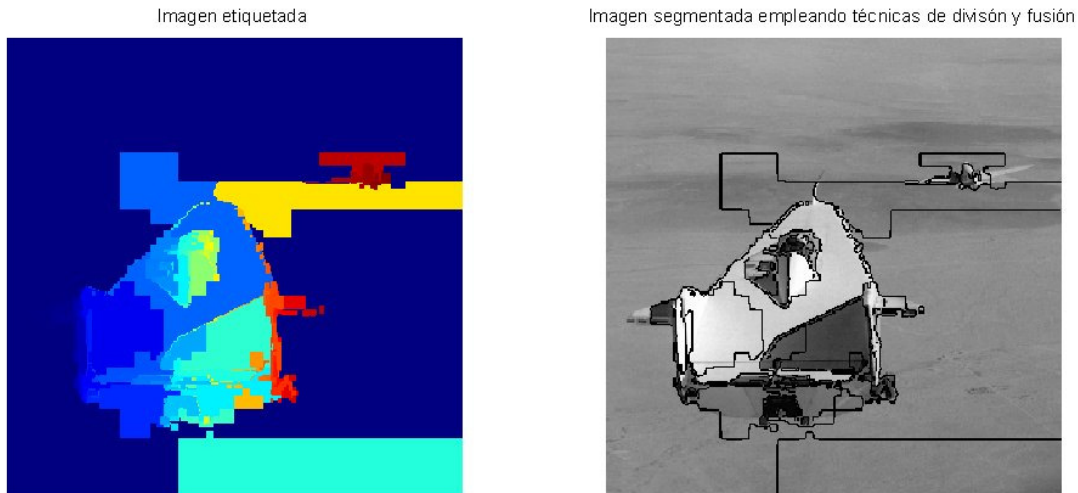 Imagen etiquetada
Imagen segmentada empleando técnicas de divisón y fusión